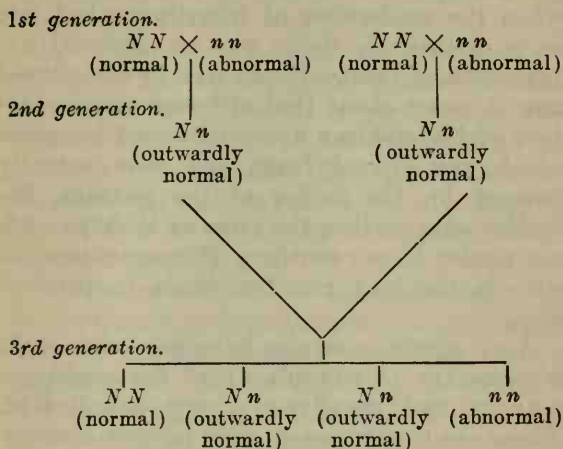 1st generation.
N N × n n N N × n n
(normal) (abnormal) (normal) (abnormal)
2nd generation.
N n N n
(outwardly (outwardly
normal) normal)
3rd generation.
N N N n N n n n
(normal) (outwardly (outwardly (abnormal)
normal) normal)